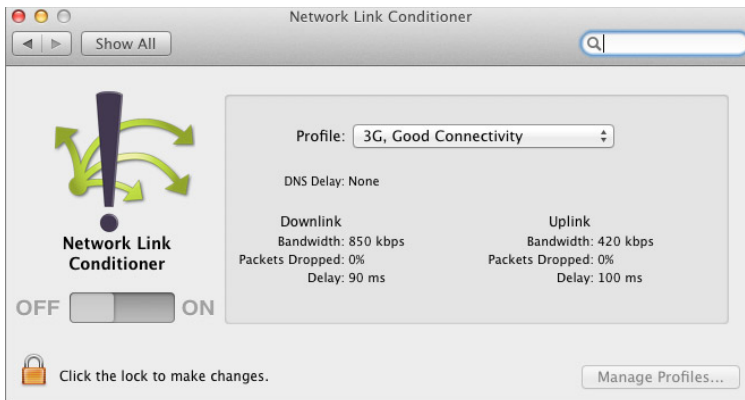 Network Link Conditioner
Show All
Profile: 3G, Good Connectivity
DNS Delay: None
Downlink
Bandwidth: 850 kbps
Packets Dropped: 0%
Delay: 90 ms
Uplink
Bandwidth: 420 kbps
Packets Dropped: 0%
Delay: 100 ms
Network Link
Conditioner
OFF ON
Click the lock to make changes.
Manage Profiles...